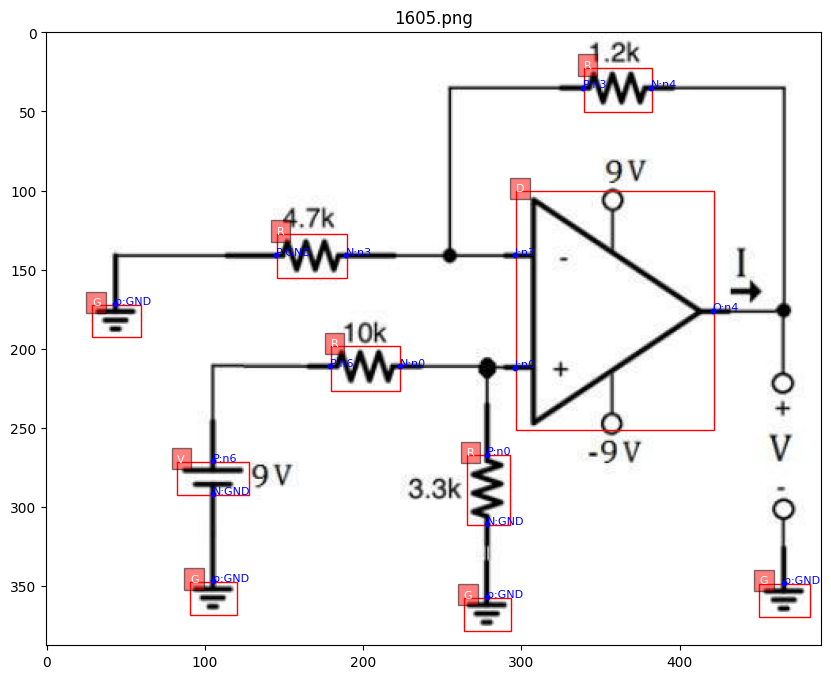 1605.png
0
50
100
150
200
250
300
350
0
100
200
300
400
R
1.2k
P:n3
N:n4
D
9 V
R
4.7k
P:GND
N:n3
-
I
G
p:GND
O:n4
R
10k
P:n6
N:n0
+
-9 V
+
V
-
V
P:n6
9 V
N:GND
R
P:n0
3.3k
N:GND
G
p:GND
G
p:GND
G
p:GND